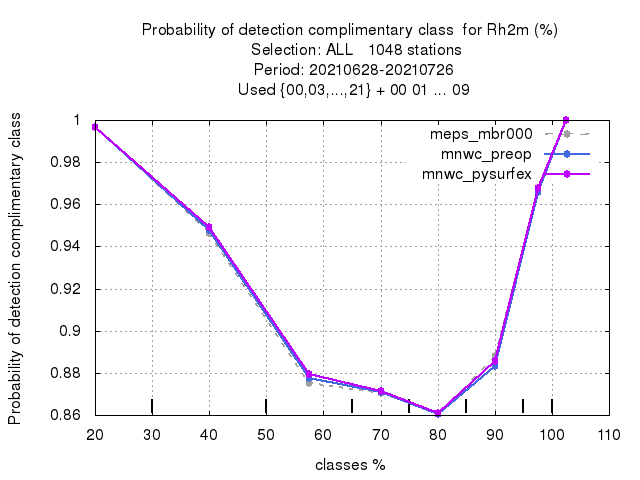 Probability of detection complimentary class for Rh2m (%)
Selection: ALL 1048 stations
Period: 20210628-20210726
Used {00,03,...,21} + 00 01 ... 09
Probability of detection complimentary class
1
0.98
0.96
0.94
0.92
0.9
0.88
0.86
meps_mbr000
mnwc_preop
mnwc_pysurfex
20 30 40 50 60 70 80 90 100 110
classes %